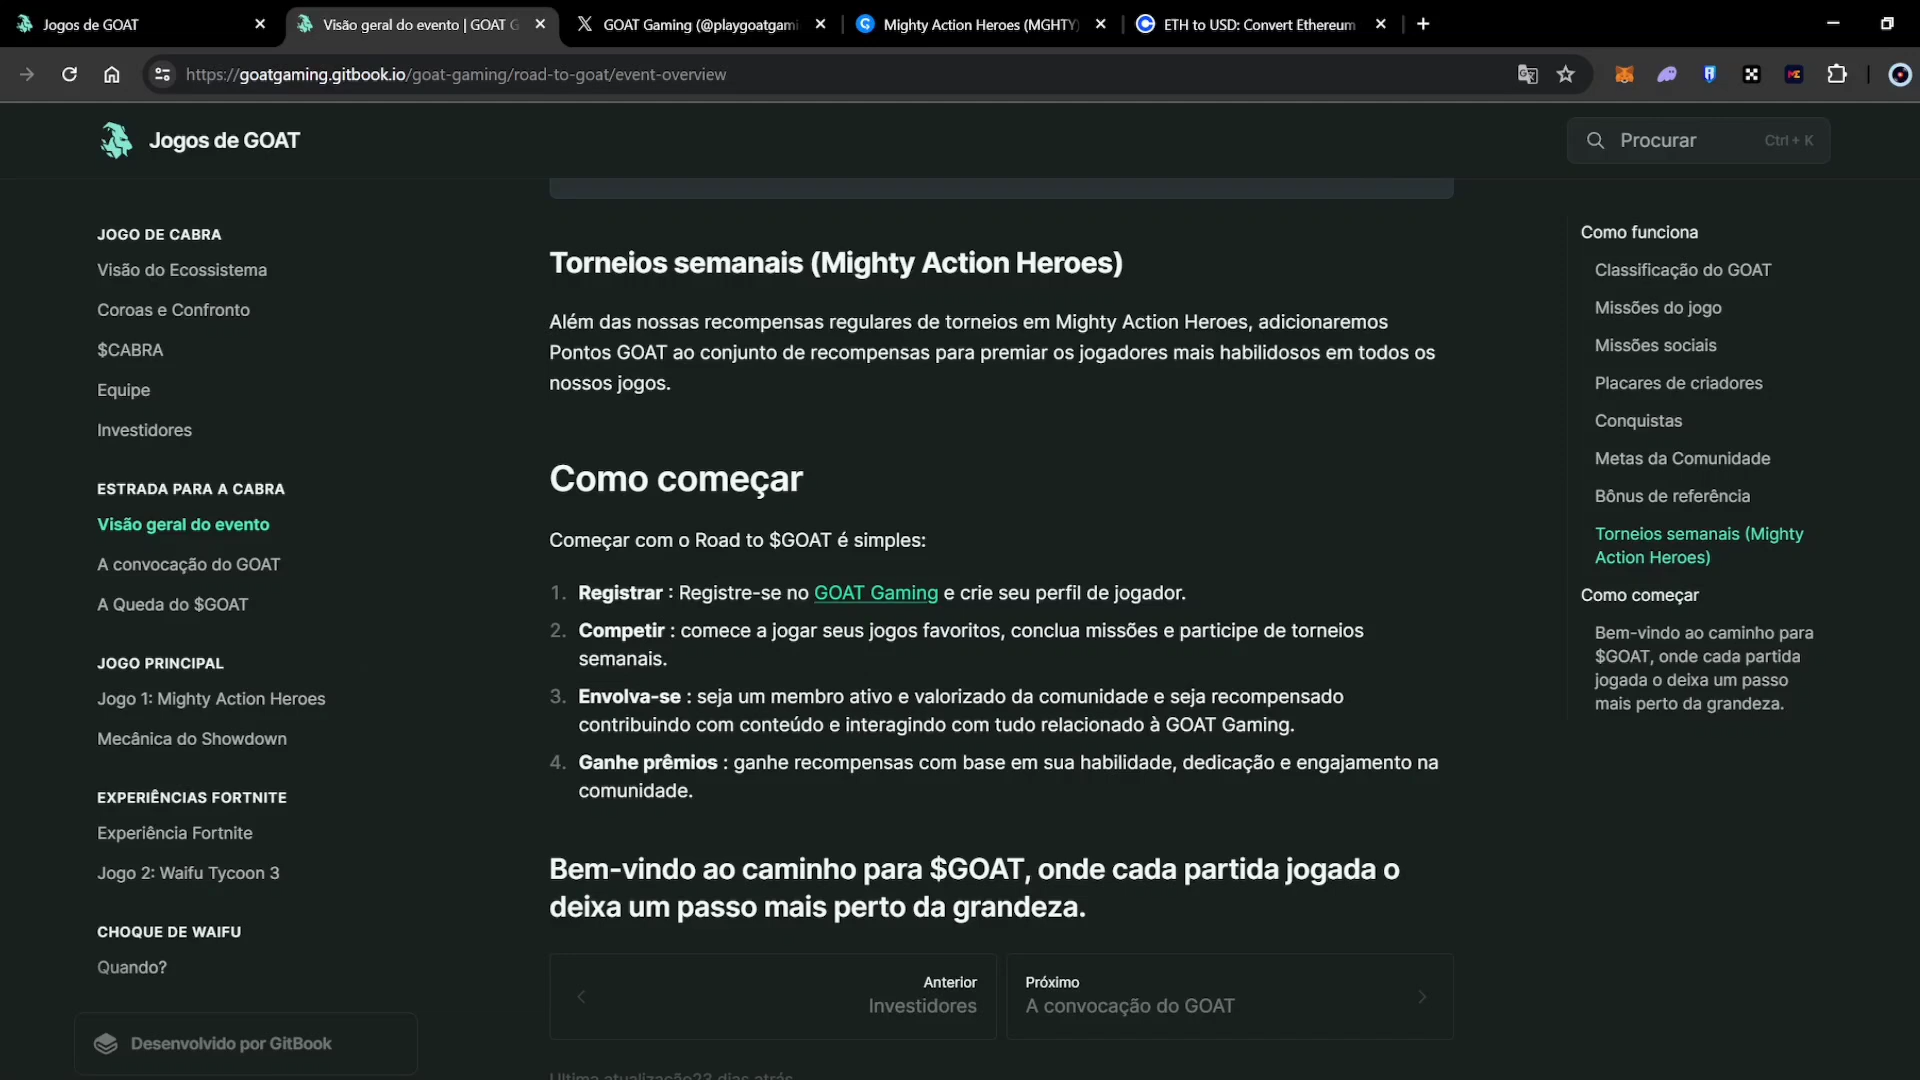 Jogos de GOAT
Visão geral do evento | GOAT G
GOAT Gaming (@playgoatgami
Mighty Action Heroes (MGHTY)
ETH to USD: Convert Ethereum
https://goatgaming.gitbook.io/goat-gaming/road-to-goat/event-overview
Jogos de GOAT
Procurar
Ctrl + K
JOGO DE CABRA
Visão do Ecossistema
Coroas e Confronto
$CABRA
Equipe
Investidores
ESTRADA PARA A CABRA
Visão geral do evento
A convocação do GOAT
A Queda do $GOAT
JOGO PRINCIPAL
Jogo 1: Mighty Action Heroes
Mecânica do Showdown
EXPERIÊNCIAS FORTNITE
Experiência Fortnite
Jogo 2: Waifu Tycoon 3
CHOQUE DE WAIFU
Quando?
Desenvolvido por GitBook
Torneios semanais (Mighty Action Heroes)
Além das nossas recompensas regulares de torneios em Mighty Action Heroes, adicionaremos
Pontos GOAT ao conjunto de recompensas para premiar os jogadores mais habilidosos em todos os
nossos jogos.
Como começar
Começar com o Road to $GOAT é simples:
1. Registrar : Registre-se no GOAT Gaming e crie seu perfil de jogador.
2. Competir : comece a jogar seus jogos favoritos, conclua missões e participe de torneios
semanais.
3. Envolva-se : seja um membro ativo e valorizado da comunidade e seja recompensado
contribuindo com conteúdo e interagindo com tudo relacionado à GOAT Gaming.
4. Ganhe prêmios : ganhe recompensas com base em sua habilidade, dedicação e engajamento na
comunidade.
Bem-vindo ao caminho para $GOAT, onde cada partida jogada o
deixa um passo mais perto da grandeza.
Anterior
Investidores
Próximo
A convocação do GOAT
Ultima atualização23 dias atrás
Como funciona
Classificação do GOAT
Missões do jogo
Missões sociais
Placares de criadores
Conquistas
Metas da Comunidade
Bônus de referência
Torneios semanais (Mighty
Action Heroes)
Como começar
Bem-vindo ao caminho para
$GOAT, onde cada partida
jogada o deixa um passo
mais perto da grandeza.